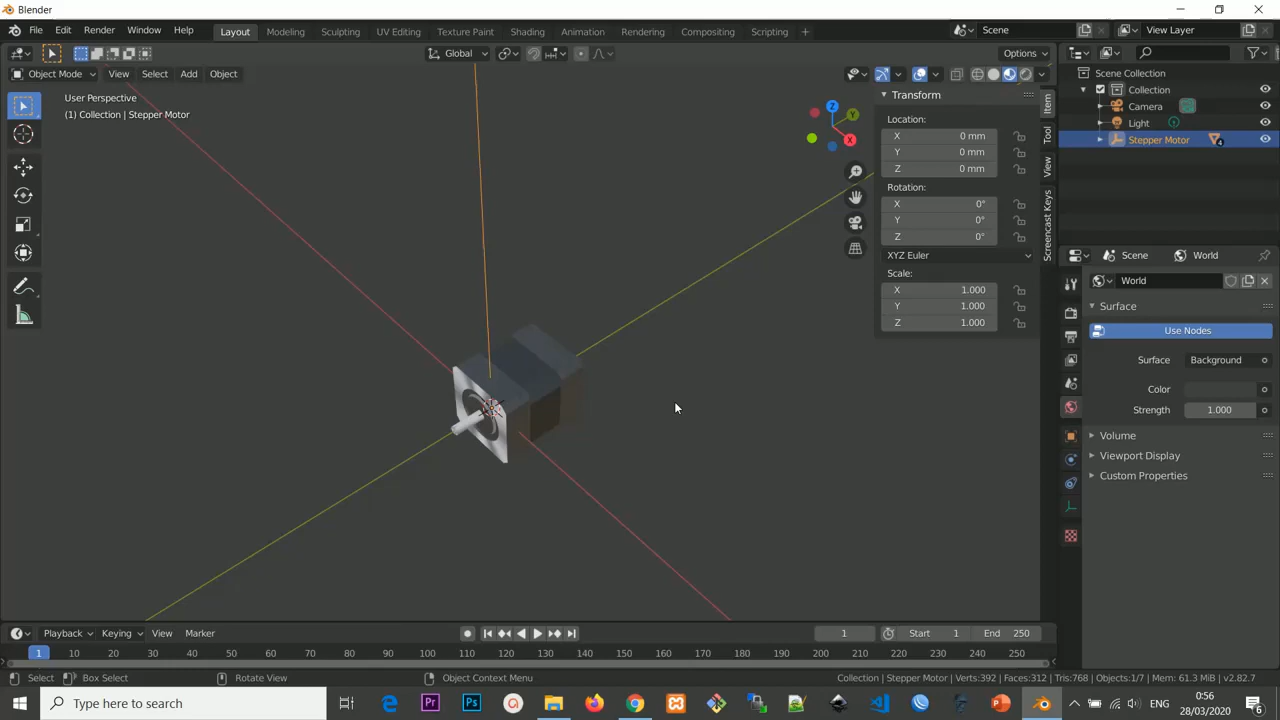 Blender
File Edit Render Window Help Layout Modeling Sculpting UV Editing Texture Paint Shading Animation Rendering Compositing Scripting + Scene View Layer
Global Options
Object Mode View Select Add Object
User Perspective
(1) Collection | Stepper Motor
Z
Y
X
Transform
Location:
X 0 mm
Y 0 mm
Z 0 mm
Rotation:
X 0°
Y 0°
Z 0°
XYZ Euler
Scale:
X 1.000
Y 1.000
Z 1.000
Item
Tool
View
Screencast Keys
Scene Collection
Collection
Camera
Light
Stepper Motor 4
Scene World
World
Surface
Use Nodes
Surface Background
Color
Strength 1.000
Volume
Viewport Display
Custom Properties
Playback Keying View Marker 1 Start 1 End 250
1 10 20 30 40 50 60 70 80 90 100 110 120 130 140 150 160 170 180 190 200 210 220 230 240 250
Select Box Select Rotate View Object Context Menu Collection | Stepper Motor | Verts:392 | Faces:312 | Tris:768 | Objects:1/7 | Mem: 61.3 MiB | v2.82.7
Type here to search
ENG
0:56
28/03/2020
6